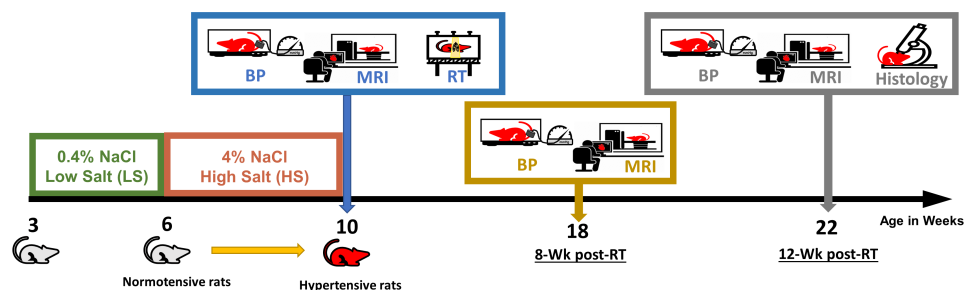 BP
MRI
RT
BP
MRI
Histology
0.4% NaCl
Low Salt (LS)
4% NaCl
High Salt (HS)
BP
MRI
3
6
10
18
22
Age in Weeks
8-Wk post-RT
12-Wk post-RT
Normotensive rats
Hypertensive rats